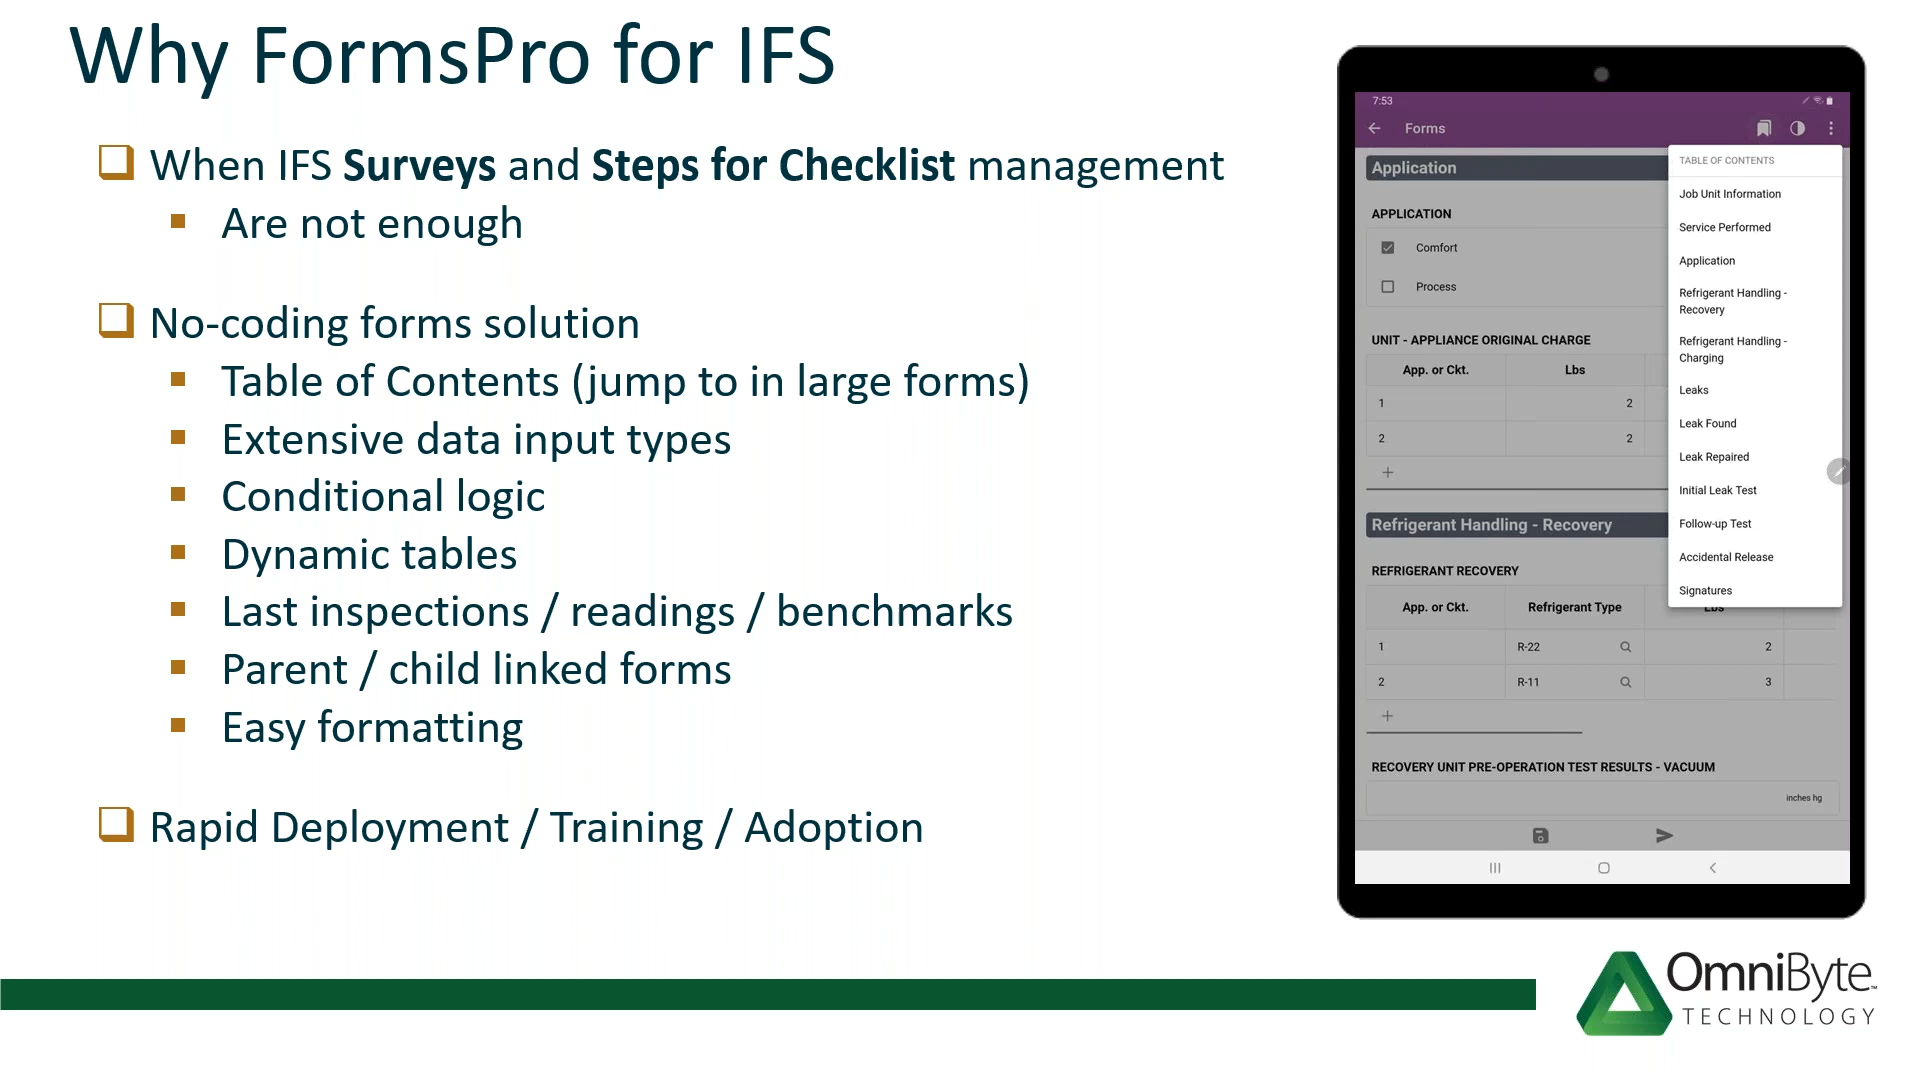 Why FormsPro for IFS
When IFS Surveys and Steps for Checklist management
Are not enough
No-coding forms solution
Table of Contents (jump to in large forms)
Extensive data input types
Conditional logic
Dynamic tables
Last inspections / readings / benchmarks
Parent / child linked forms
Easy formatting
Rapid Deployment / Training / Adoption
7:53
Forms
Application
APPLICATION
Comfort
Process
UNIT - APPLIANCE ORIGINAL CHARGE
App. or Ckt. Lbs
1 2
2 2
Refrigerant Handling - Recovery
REFRIGERANT RECOVERY
App. or Ckt. Refrigerant Type Lbs
1 R-22 2
2 R-11 3
RECOVERY UNIT PRE-OPERATION TEST RESULTS - VACUUM
inches hg
TABLE OF CONTENTS
Job Unit Information
Service Performed
Application
Refrigerant Handling -
Recovery
Refrigerant Handling -
Charging
Leaks
Leak Found
Leak Repaired
Initial Leak Test
Follow-up Test
Accidental Release
Signatures
OmniByte™
TECHNOLOGY